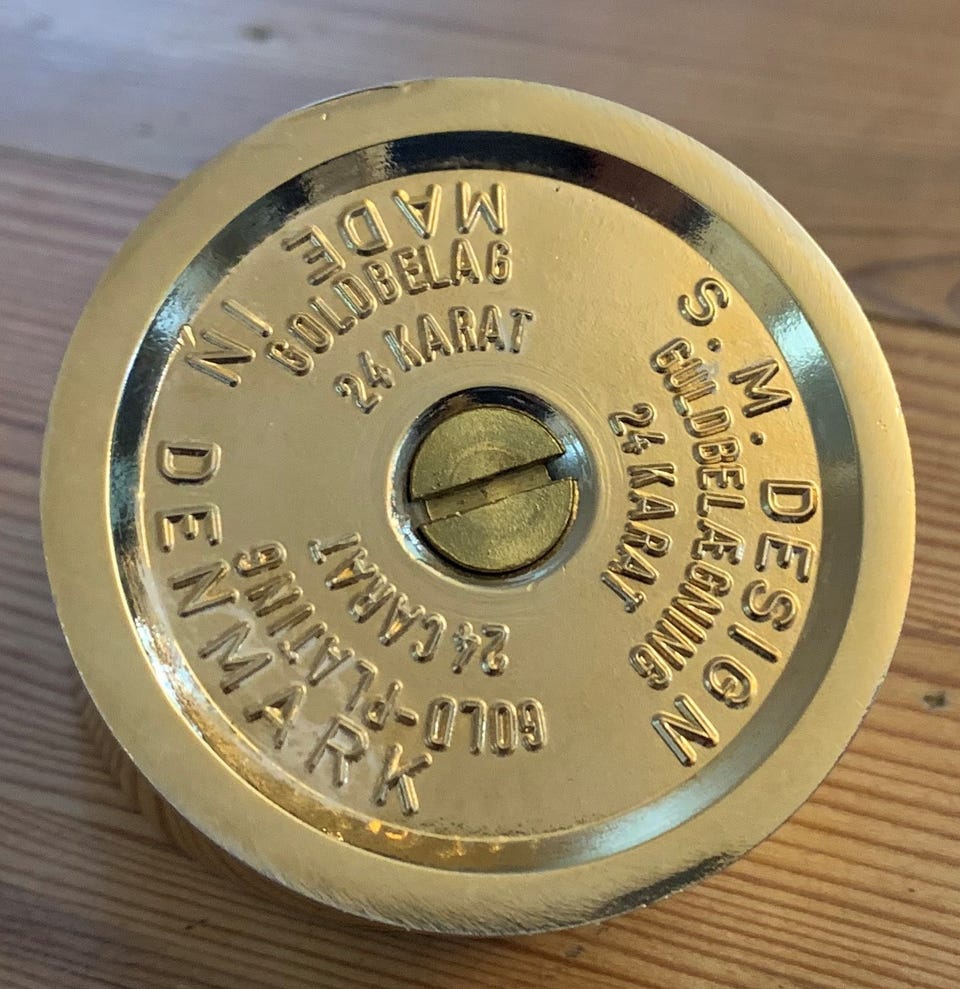 S. M. DESIGN
MADE IN DENMARK
GOLDBELAG
24 KARAT
GULDBELÆGNING
24 KARAT
GOLD-PLATING
24 CARAT